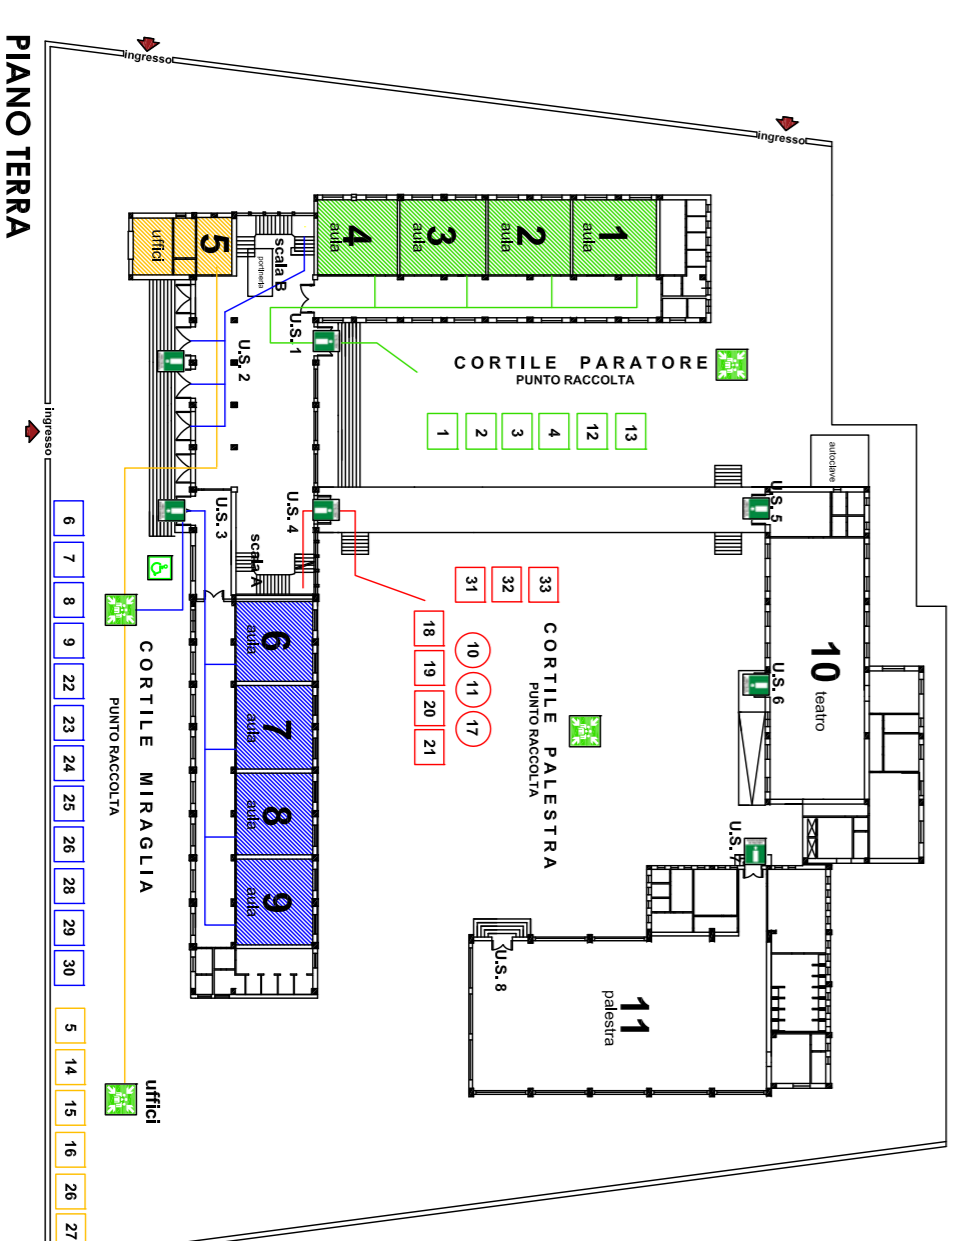 PIANO TERRA
ingresso
ingresso
ingresso
1
aula
2
aula
3
aula
4
aula
5
uffici
scala B
portineria
U.S. 1
U.S. 2
U.S. 3
U.S. 4
scala A
CORTILE PARATORE
PUNTO RACCOLTA
1
2
3
4
12
13
autoclave
U.S. 5
10
teatro
U.S. 6
U.S. 7
31
32
33
18
19
20
21
10
11
17
CORTILE PALESTRA
PUNTO RACCOLTA
6
aula
7
aula
8
aula
9
aula
U.S. 8
11
palestra
CORTILE MIRAGLIA
PUNTO RACCOLTA
uffici
6
7
8
9
22
23
24
25
26
28
29
30
5
14
15
16
26
27